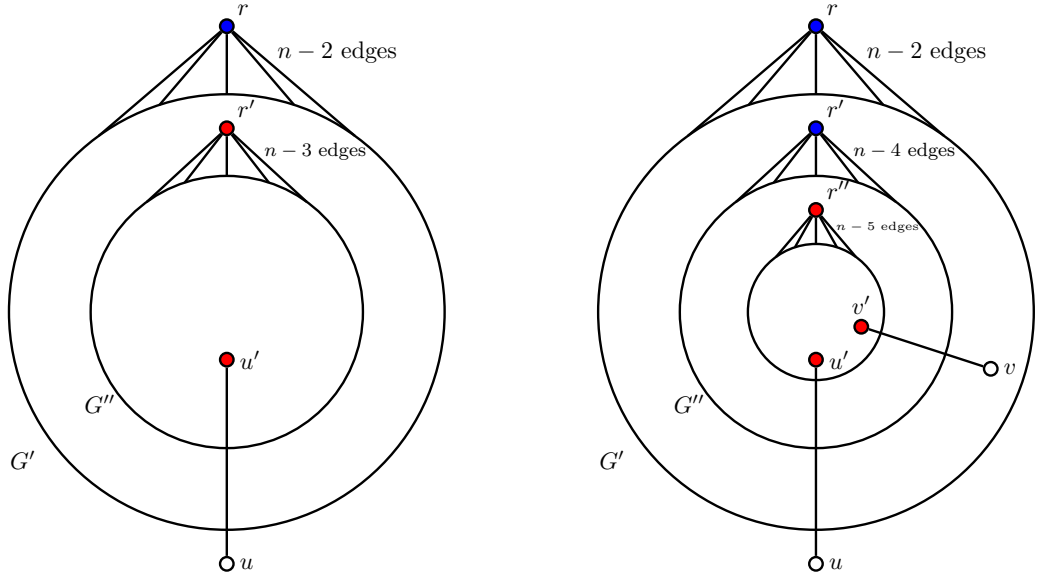 r
n − 2 edges
r′
n − 3 edges
u′
G′′
G′
u
r
n − 2 edges
r′
n − 4 edges
r′′
n − 5 edges
v′
u′
v
G′′
G′
u